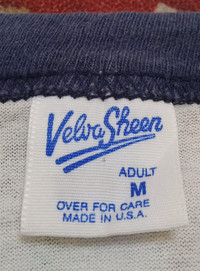 Velva Sheen
ADULT
M
OVER FOR CARE
MADE IN U.S.A.